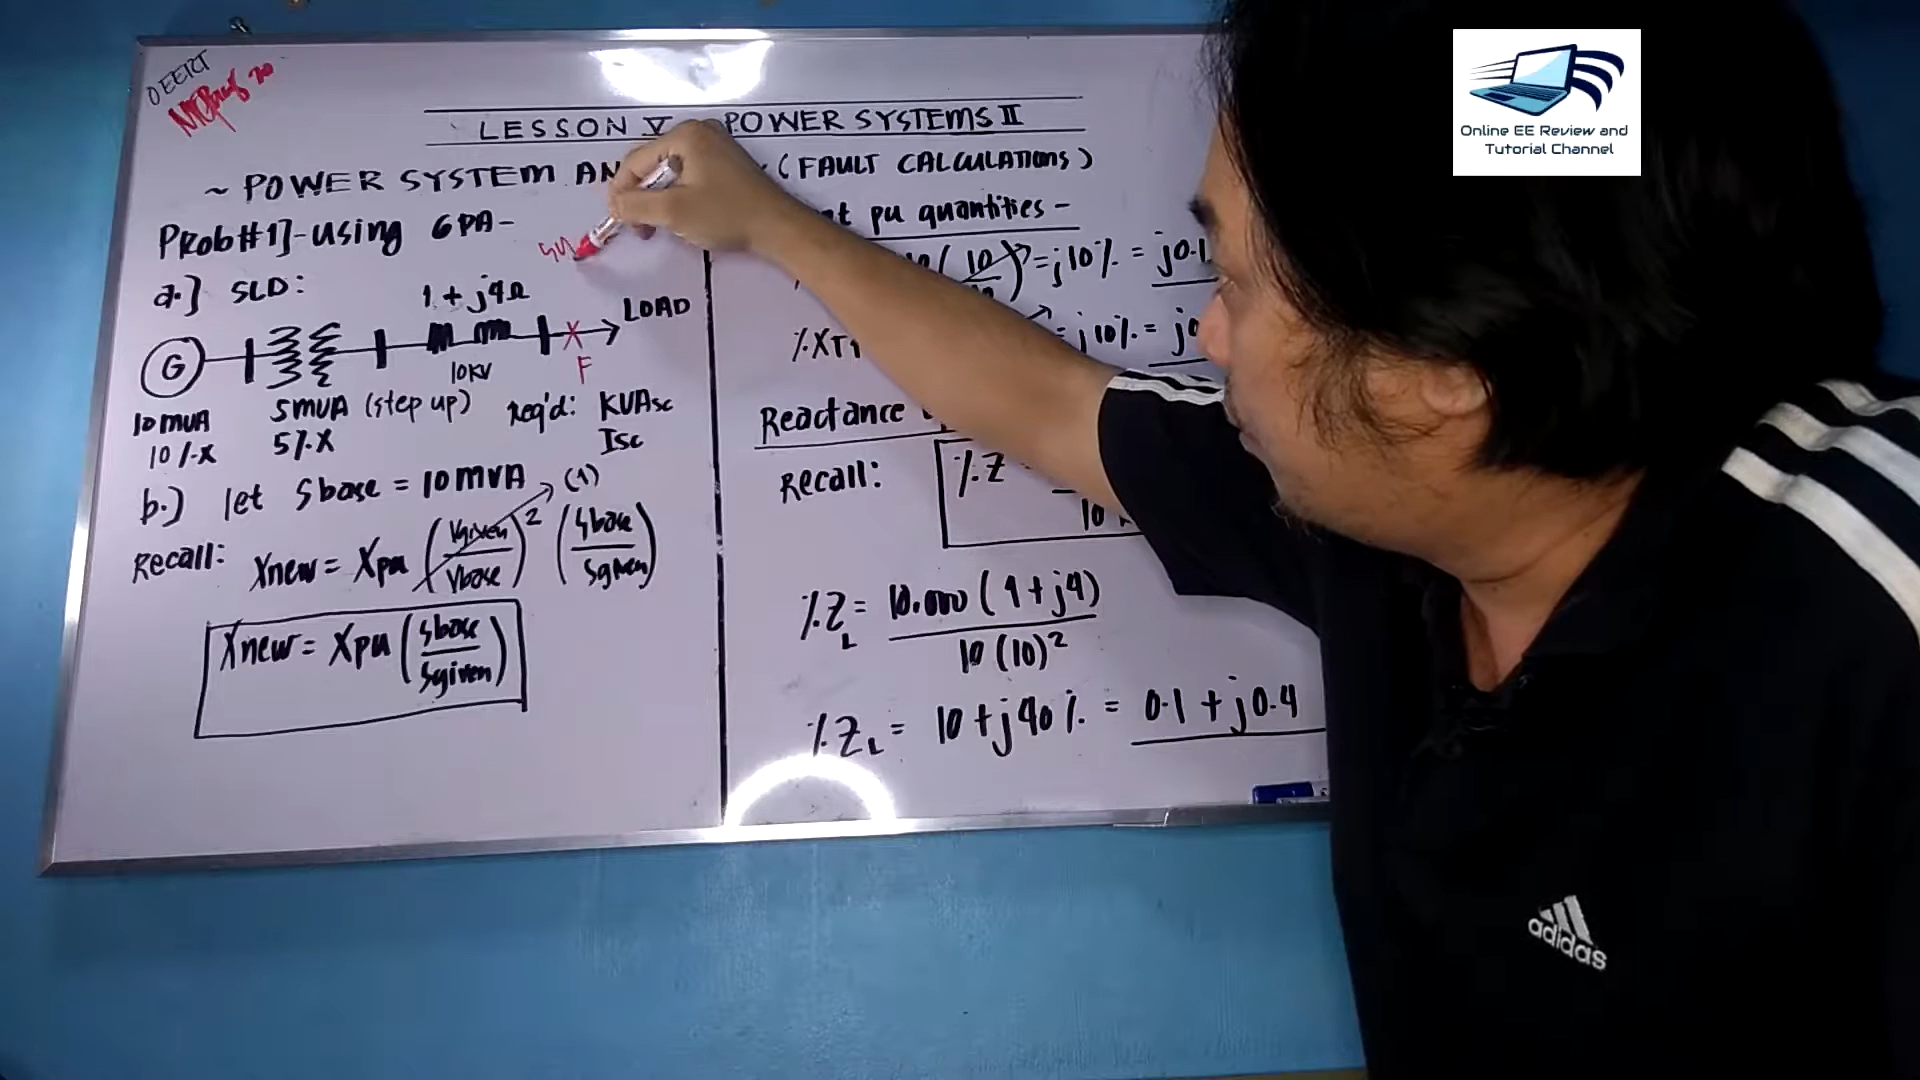 OEERT
LESSON V POWER SYSTEMS II
~ POWER SYSTEM AN (FAULT CALCULATIONS)
Prob#1]-using GPA-
a.] SLD:
1 + j4Ω
LOAD
G
10KV
F
10MVA
10%X
5MVA (step up)
5%X
Req'd: KVAsc
Isc
b.) let Sbase = 10MVA
(1)
Recall: Xnew = Xpu (Vgiven/Vbase)² (Sbase/Sgiven)
Xnew = Xpu (Sbase/Sgiven)
pu quantities -
(10 = j10% = j0.1
%XT1 = j10% =
Reactance
Recall: %Z
10
%ZL = 10,000 (1+j4)
10 (10)²
%ZL = 10 + j40% = 0.1 + j0.4
Online EE Review and
Tutorial Channel
adidas